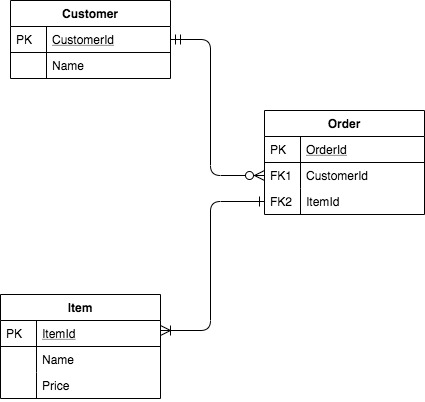 Customer
PK CustomerId
Name
Order
PK OrderId
FK1 CustomerId
FK2 ItemId
Item
PK ItemId
Name
Price